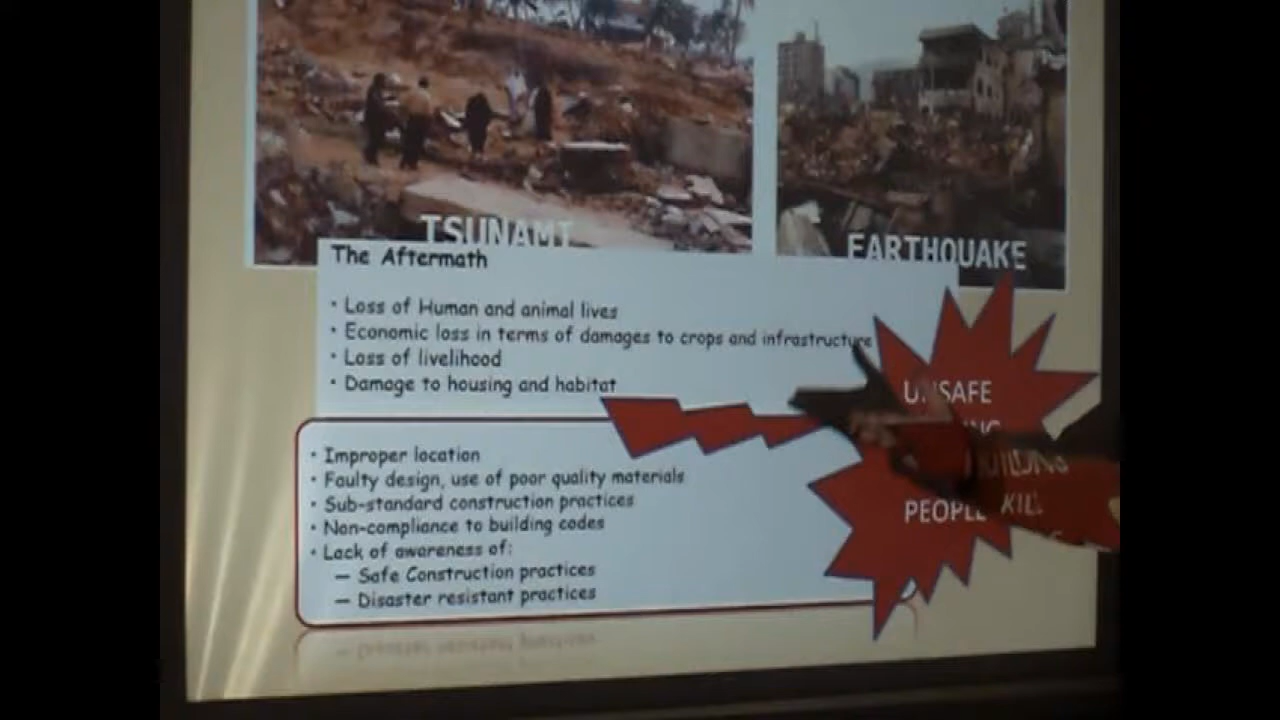 TSUNAMI
EARTHQUAKE
The Aftermath
• Loss of Human and animal lives
• Economic loss in terms of damages to crops and infrastructure
• Loss of livelihood
• Damage to housing and habitat
• Improper location
• Faulty design, use of poor quality materials
• Sub-standard construction practices
• Non-compliance to building codes
• Lack of awareness of:
— Safe Construction practices
— Disaster resistant practices
UNSAFE
PEOPLE